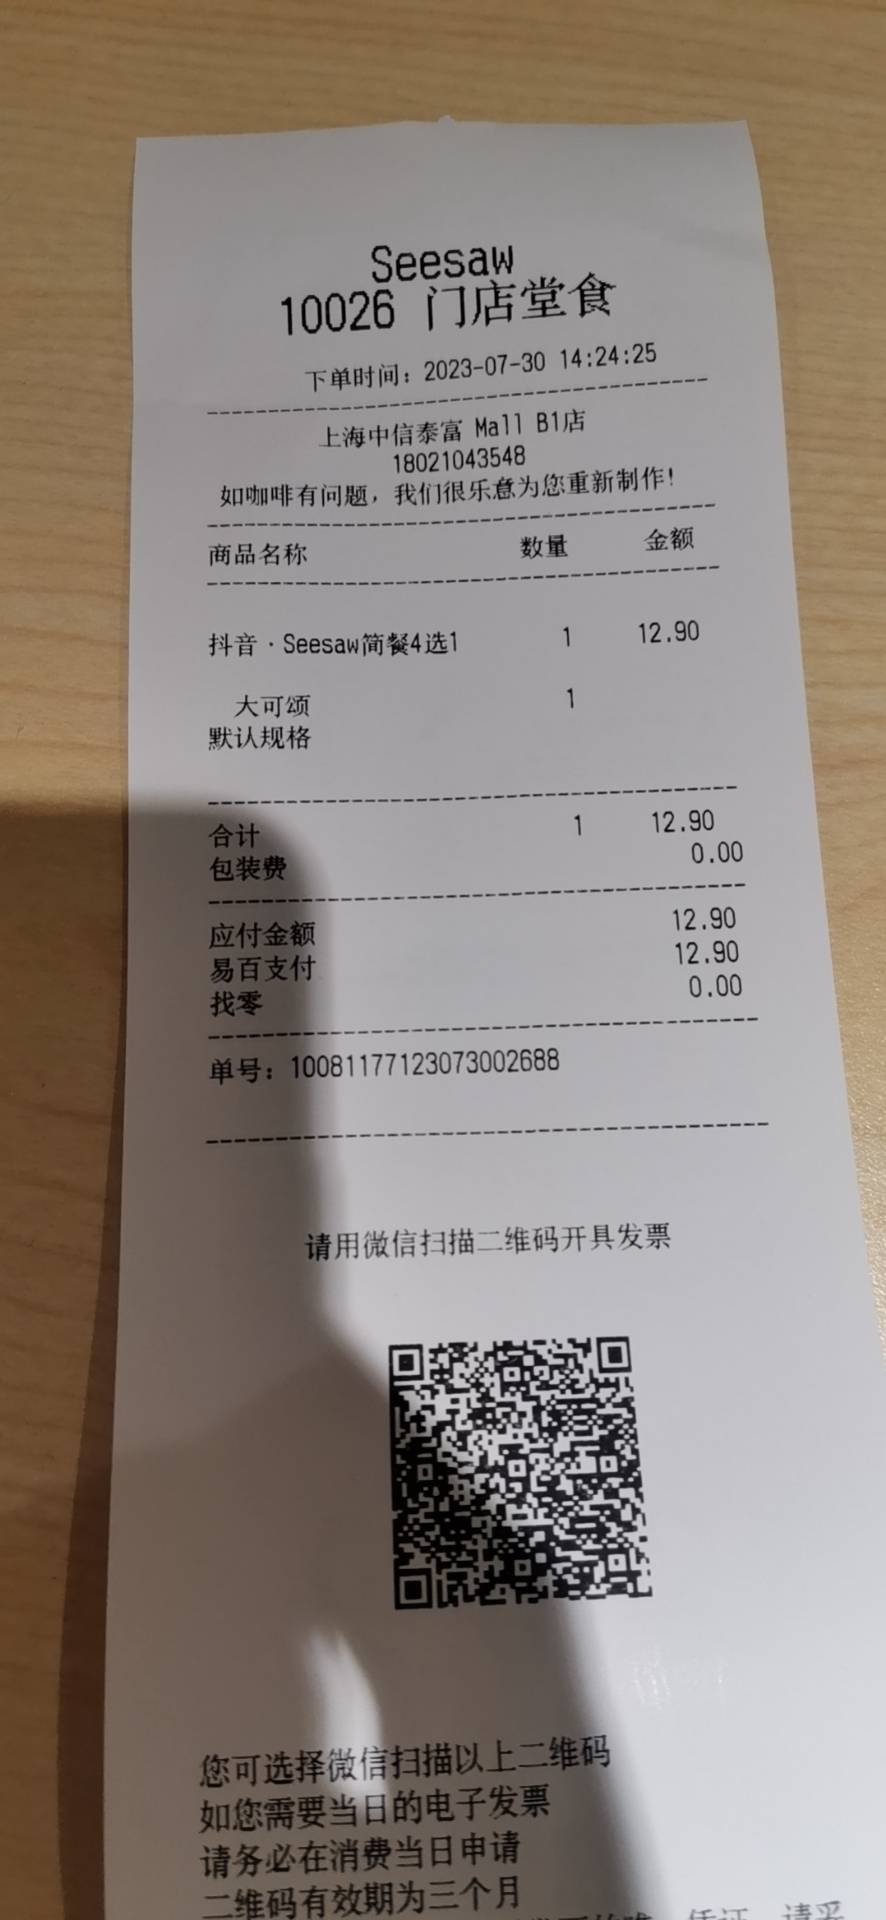 Seesaw
10026 门店堂食
下单时间：2023-07-30 14:24:25
上海中信泰富 Mall B1店
18021043548
如咖啡有问题，我们很乐意为您重新制作！
商品名称 数量 金额
抖音·Seesaw简餐4选1 1 12.90
大可颂 1
默认规格
合计 1 12.90
包装费 0.00
应付金额 12.90
易百支付 12.90
找零 0.00
单号：10081177123073002688
请用微信扫描二维码开具发票
您可选择微信扫描以上二维码
如您需要当日的电子发票
请务必在消费当日申请
二维码有效期为三个月